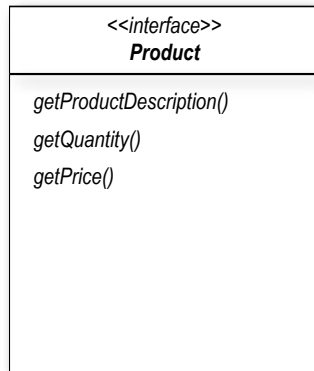 <<interface>>
Product
getProductDescription()
getQuantity()
getPrice()